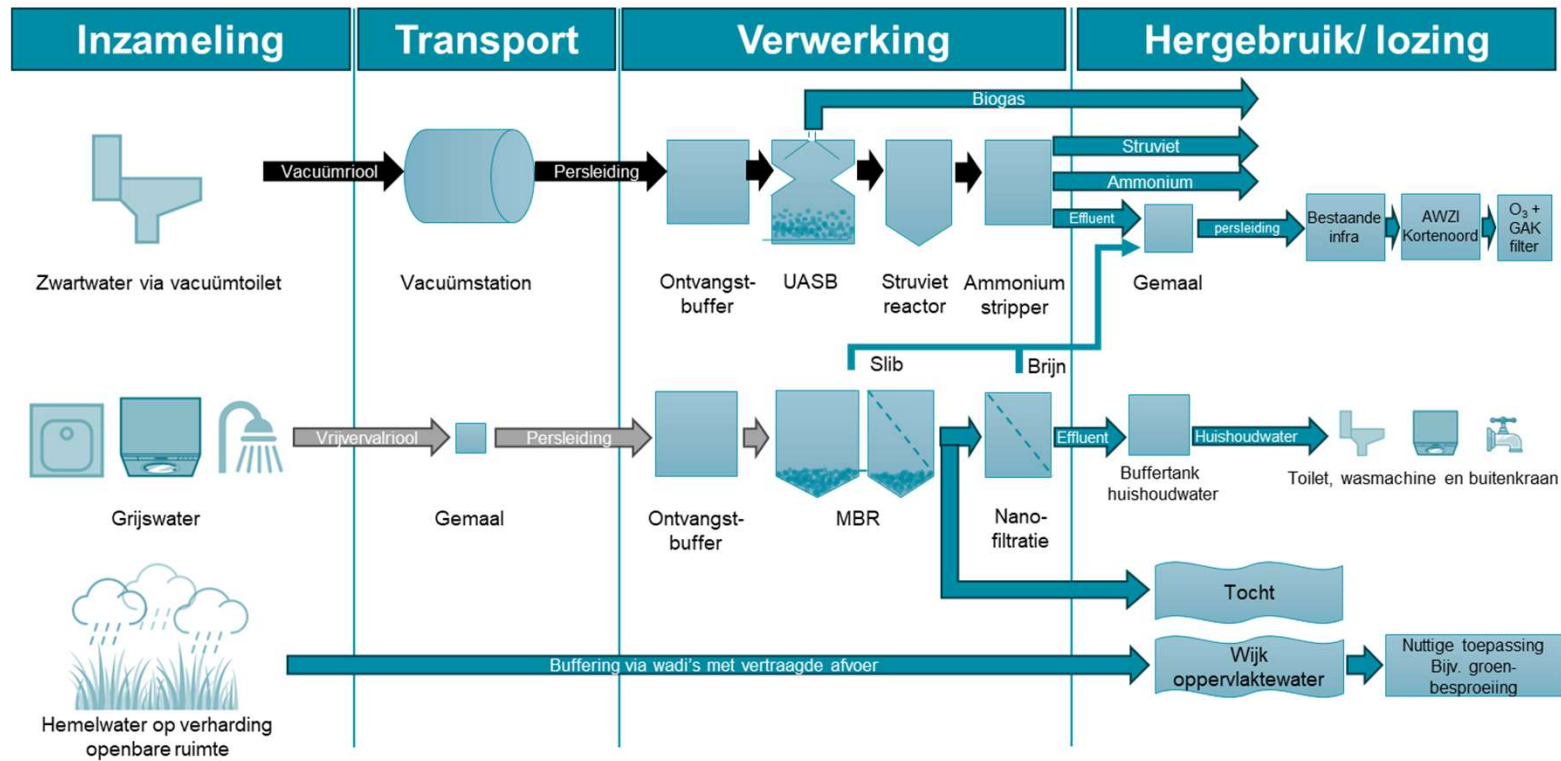 Inzameling
Transport
Verwerking
Hergebruik/ lozing
Biogas
Struviet
Ammonium
Vacuümriool
Persleiding
Effluent
persleiding
Bestaande
infra
AWZI
Kortenoord
O₃ +
GAK
filter
Zwartwater via vacuümtoilet
Vacuümstation
Ontvangst-
buffer
UASB
Struviet
reactor
Ammonium
stripper
Gemaal
Slib
Brijn
Vrijvervalriool
Persleiding
Effluent
Huishoudwater
Buffertank
huishoudwater
Toilet, wasmachine en buitenkraan
Grijswater
Gemaal
Ontvangst-
buffer
MBR
Nano-
filtratie
Tocht
Buffering via wadi's met vertraagde afvoer
Wijk
oppervlaktewater
Nuttige toepassing
Bijv. groen-
besproeiing
Hemelwater op verharding
openbare ruimte